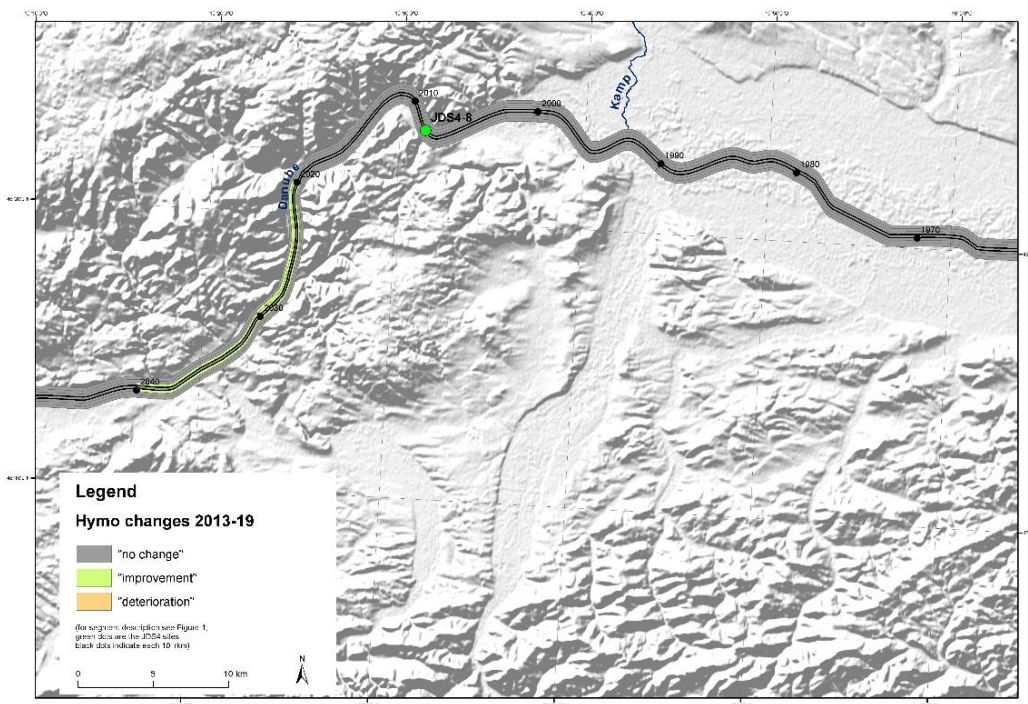 2010
JDS4-8
2000
Kamp
1990
1980
2020
Danube
1970
2030
2040
Legend
Hymo changes 2013-19
"no change"
"improvement"
"deterioration"
(for segment description see Figure 1,
green dots are the JDS4 sites
black dots indicate each 10 rkm)
0 5 10 km
N